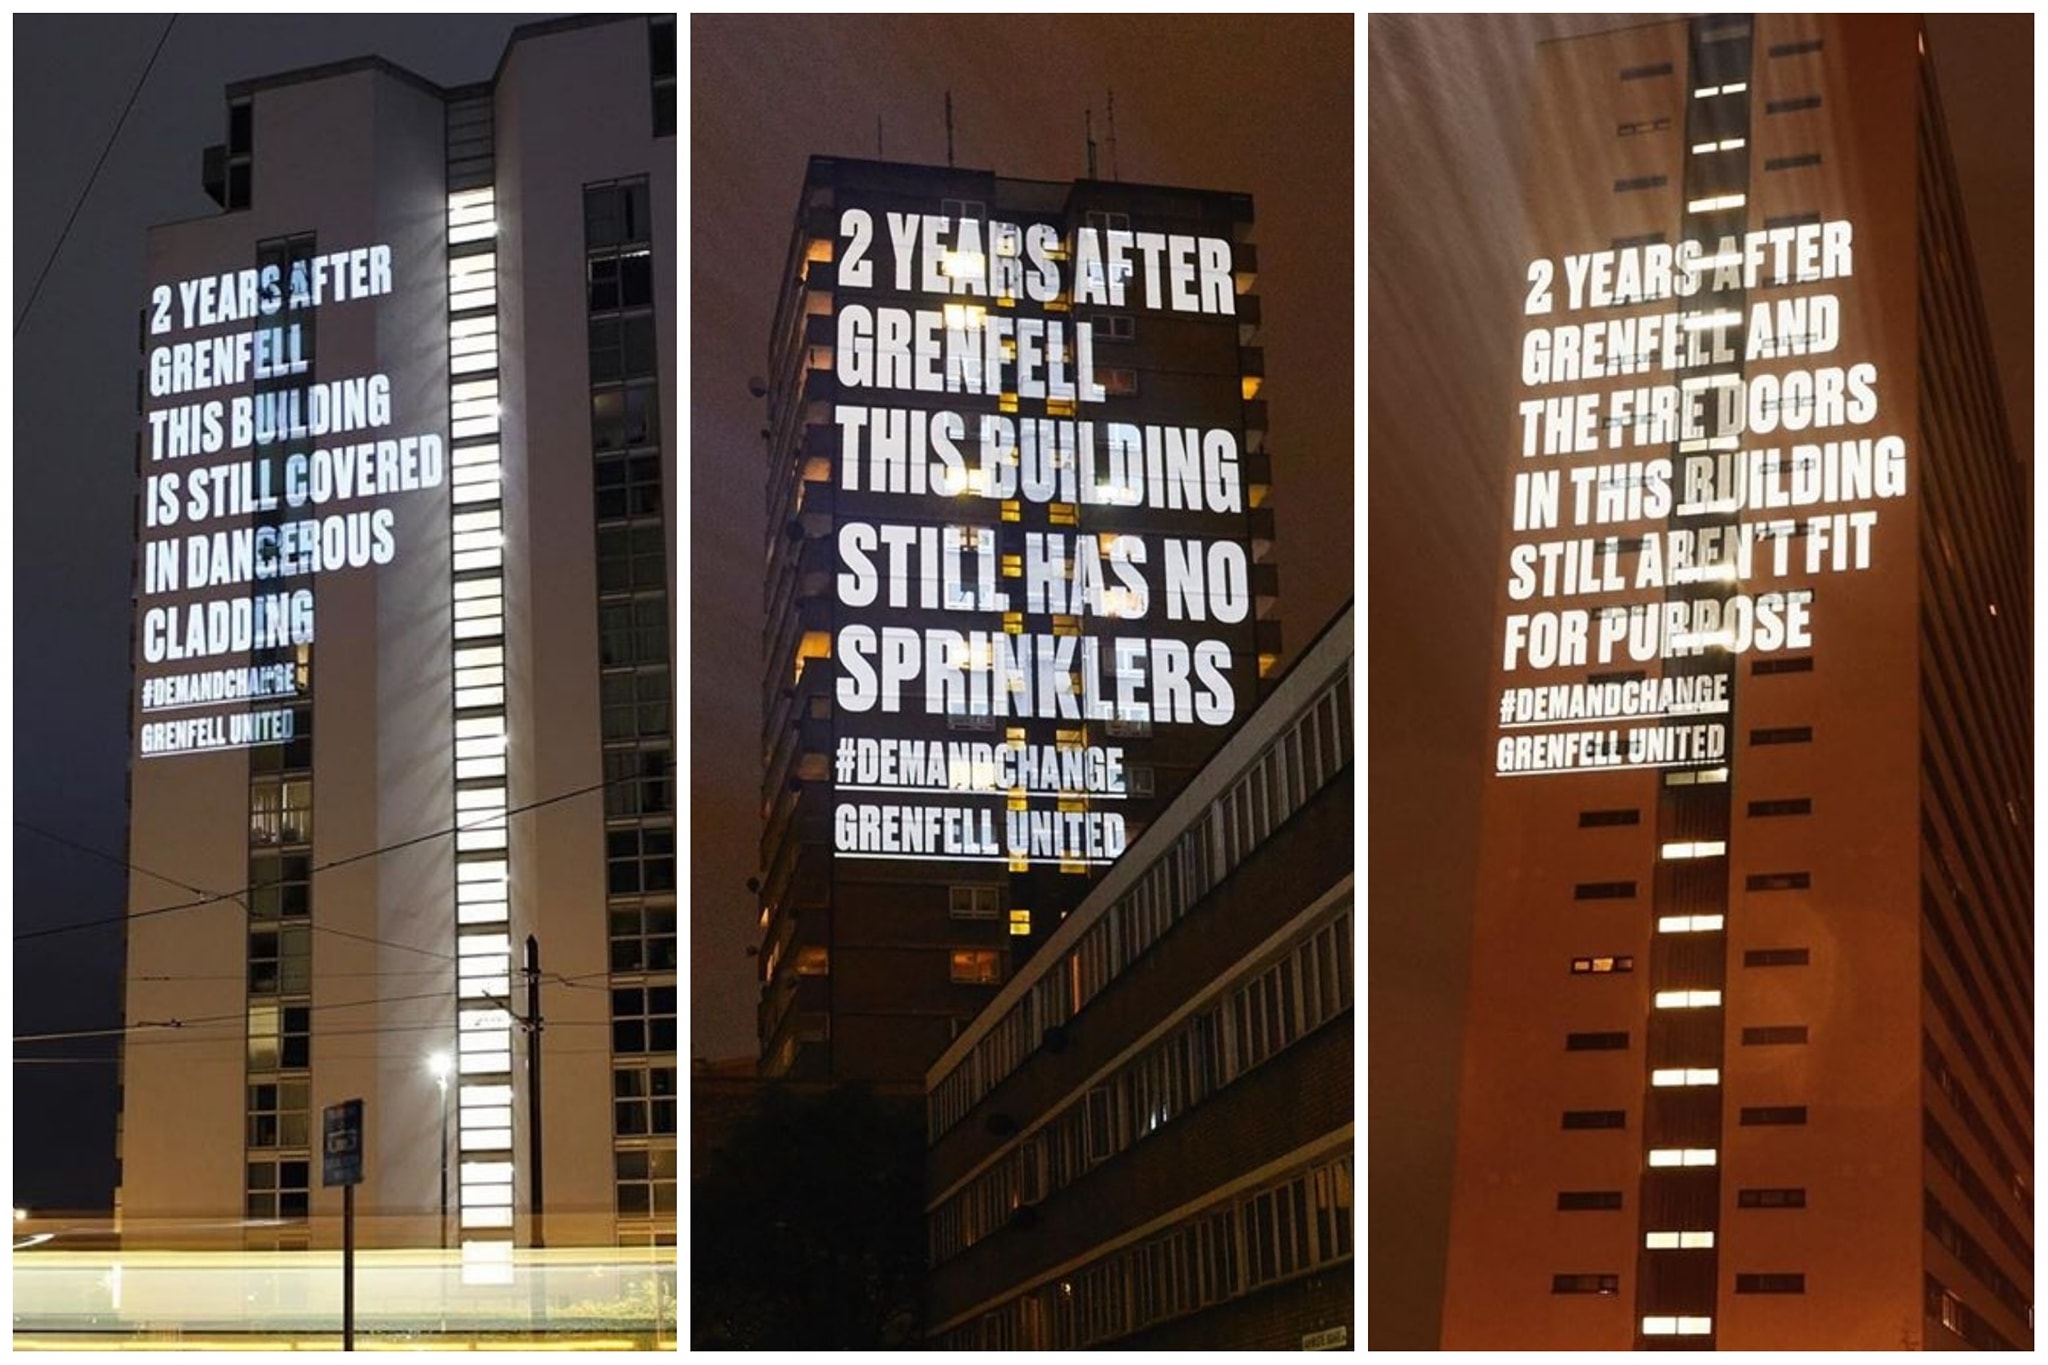 2 YEARS AFTER
GRENFELL
THIS BUILDING
IS STILL COVERED
IN DANGEROUS
CLADDING
#DEMANDCHANGE
GRENFELL UNITED
2 YEARS AFTER
GRENFELL
THIS BUILDING
STILL HAS NO
SPRINKLERS
#DEMANDCHANGE
GRENFELL UNITED
2 YEARS AFTER
GRENFELL AND
THE FIRE DOORS
IN THIS BUILDING
STILL AREN'T FIT
FOR PURPOSE
#DEMANDCHANGE
GRENFELL UNITED